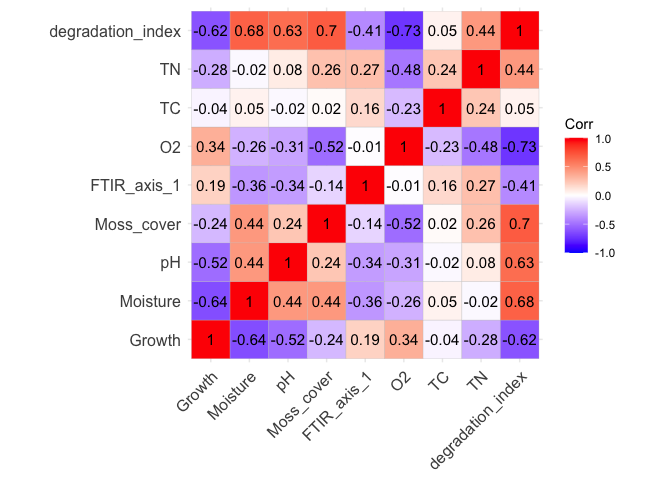 degradation_index -0.62 0.68 0.63 0.7 -0.41 -0.73 0.05 0.44 1
TN -0.28 -0.02 0.08 0.26 0.27 -0.48 0.24 1 0.44
TC -0.04 0.05 -0.02 0.02 0.16 -0.23 1 0.24 0.05
O2 0.34 -0.26 -0.31 -0.52 -0.01 1 -0.23 -0.48 -0.73
FTIR_axis_1 0.19 -0.36 -0.34 -0.14 1 -0.01 0.16 0.27 -0.41
Moss_cover -0.24 0.44 0.24 1 -0.14 -0.52 0.02 0.26 0.7
pH -0.52 0.44 1 0.24 -0.34 -0.31 -0.02 0.08 0.63
Moisture -0.64 1 0.44 0.44 -0.36 -0.26 0.05 -0.02 0.68
Growth 1 -0.64 -0.52 -0.24 0.19 0.34 -0.04 -0.28 -0.62
Growth Moisture pH Moss_cover FTIR_axis_1 O2 TC TN degradation_index
Corr
1.0
0.5
0.0
-0.5
-1.0